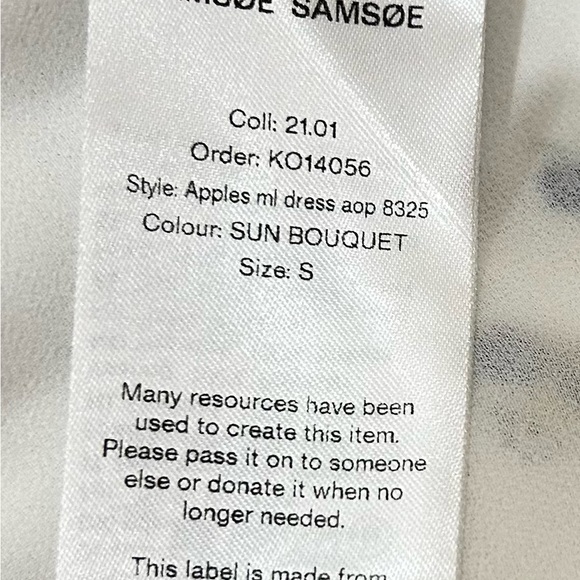 SAMSØE
Coll: 21.01
Order: KO14056
Style: Apples ml dress aop 8325
Colour: SUN BOUQUET
Size: S
Many resources have been
used to create this item.
Please pass it on to someone
else or donate it when no
longer needed.
This label is made from